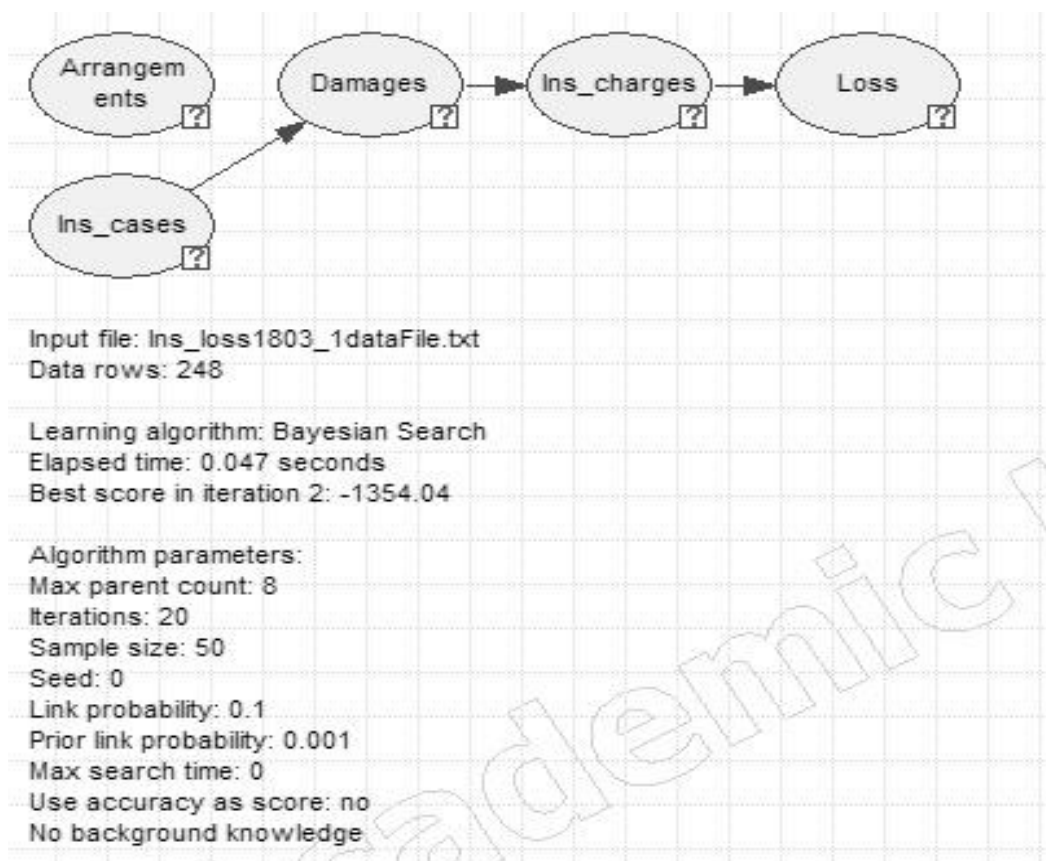 Arrangem
ents
Damages
Ins_charges
Loss
?
?
?
?
Ins_cases
?
Input file: Ins_loss1803_1dataFile.txt
Data rows: 248
Learning algorithm: Bayesian Search
Elapsed time: 0.047 seconds
Best score in iteration 2: -1354.04
Algorithm parameters:
Max parent count: 8
Iterations: 20
Sample size: 50
Seed: 0
Link probability: 0.1
Prior link probability: 0.001
Max search time: 0
Use accuracy as score: no
No background knowledge